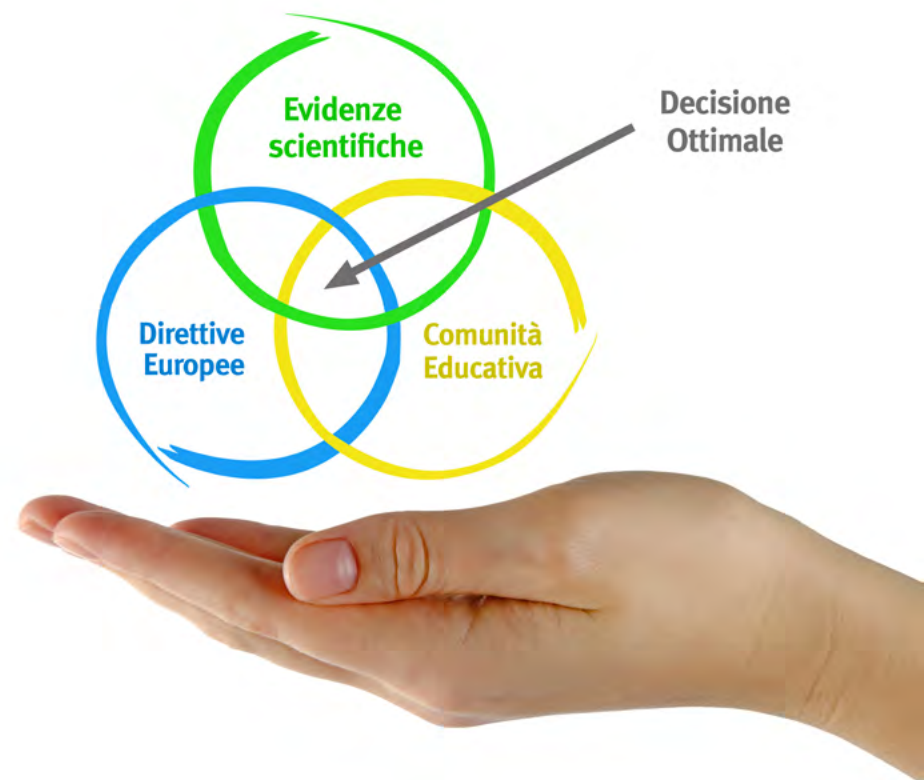 Evidenze
scientifiche
Decisione
Ottimale
Direttive
Europee
Comunità
Educativa